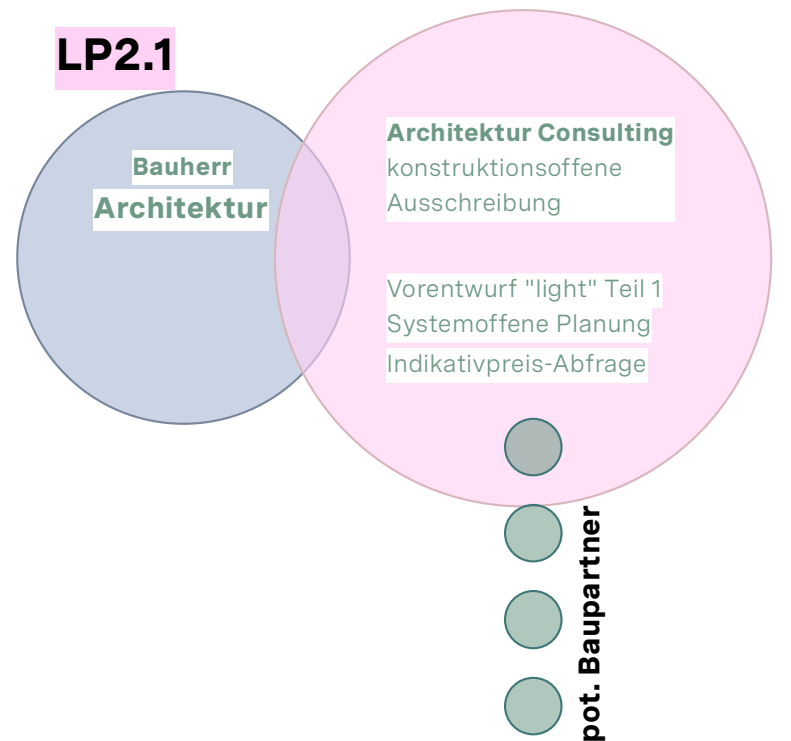 LP2.1
Bauherr
Architektur
Architektur Consulting
konstruktionsoffene
Ausschreibung
Vorentwurf "light" Teil 1
Systemoffene Planung
Indikativpreis-Abfrage
pot. Baupartner